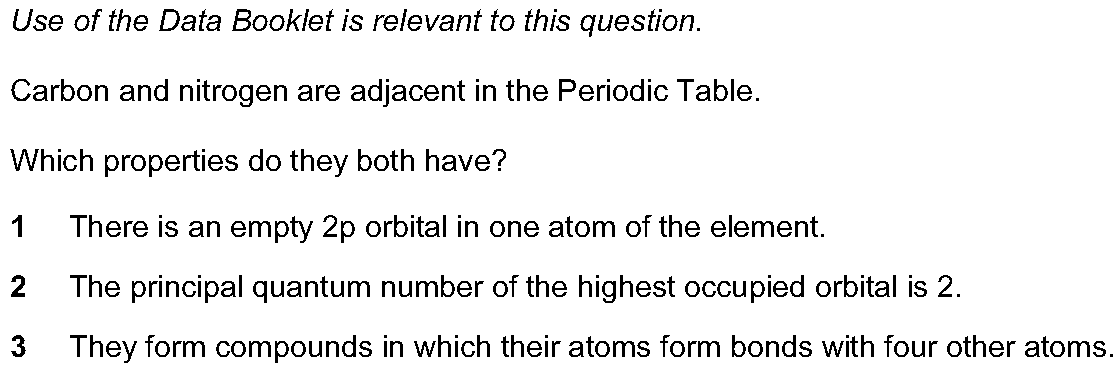 Use of the Data Booklet is relevant to this question.
Carbon and nitrogen are adjacent in the Periodic Table.
Which properties do they both have?
1 There is an empty 2p orbital in one atom of the element.
2 The principal quantum number of the highest occupied orbital is 2.
3 They form compounds in which their atoms form bonds with four other atoms.